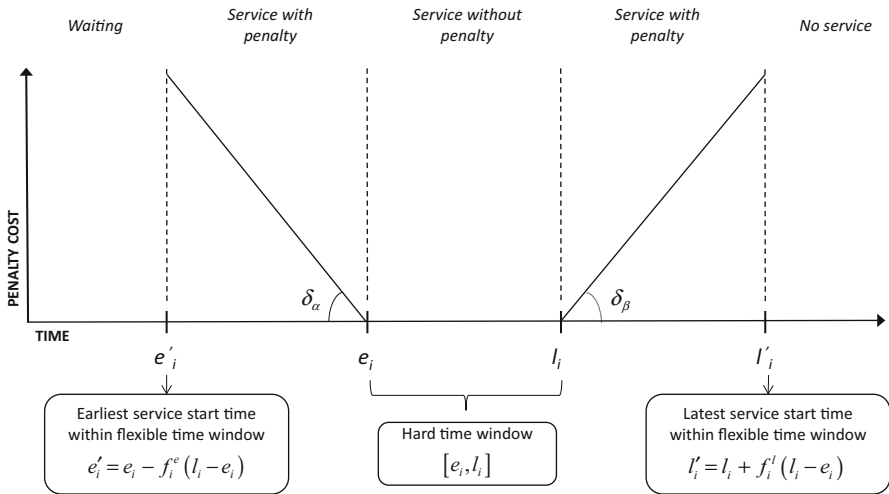 Waiting
Service with
penalty
Service without
penalty
Service with
penalty
No service
PENALTY COST
δα
δβ
TIME
e′i
ei
li
l′i
Earliest service start time
within flexible time window
e′i = ei − fie (li − ei)
Hard time window
[ei, li]
Latest service start time
within flexible time window
l′i = li + fil (li − ei)